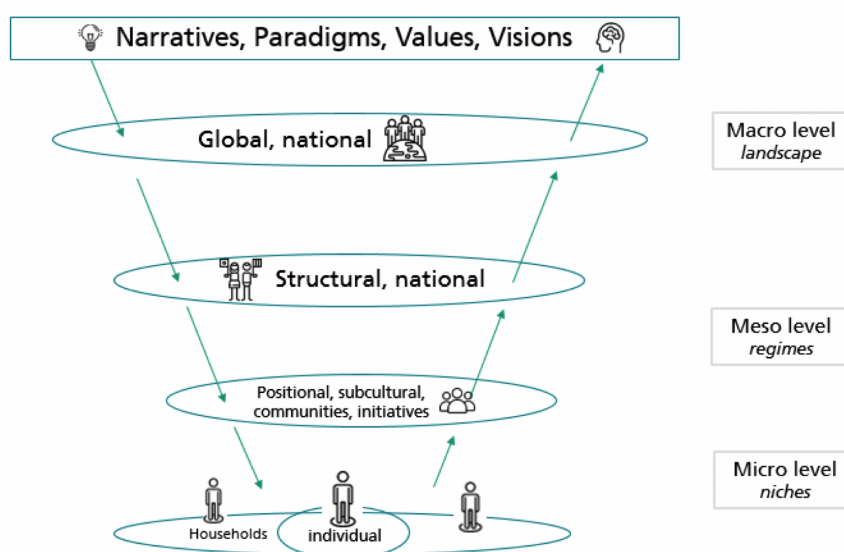 Narratives, Paradigms, Values, Visions
Global, national
Macro level
landscape
Structural, national
Meso level
regimes
Positional, subcultural,
communities, initiatives
Micro level
niches
Households
individual